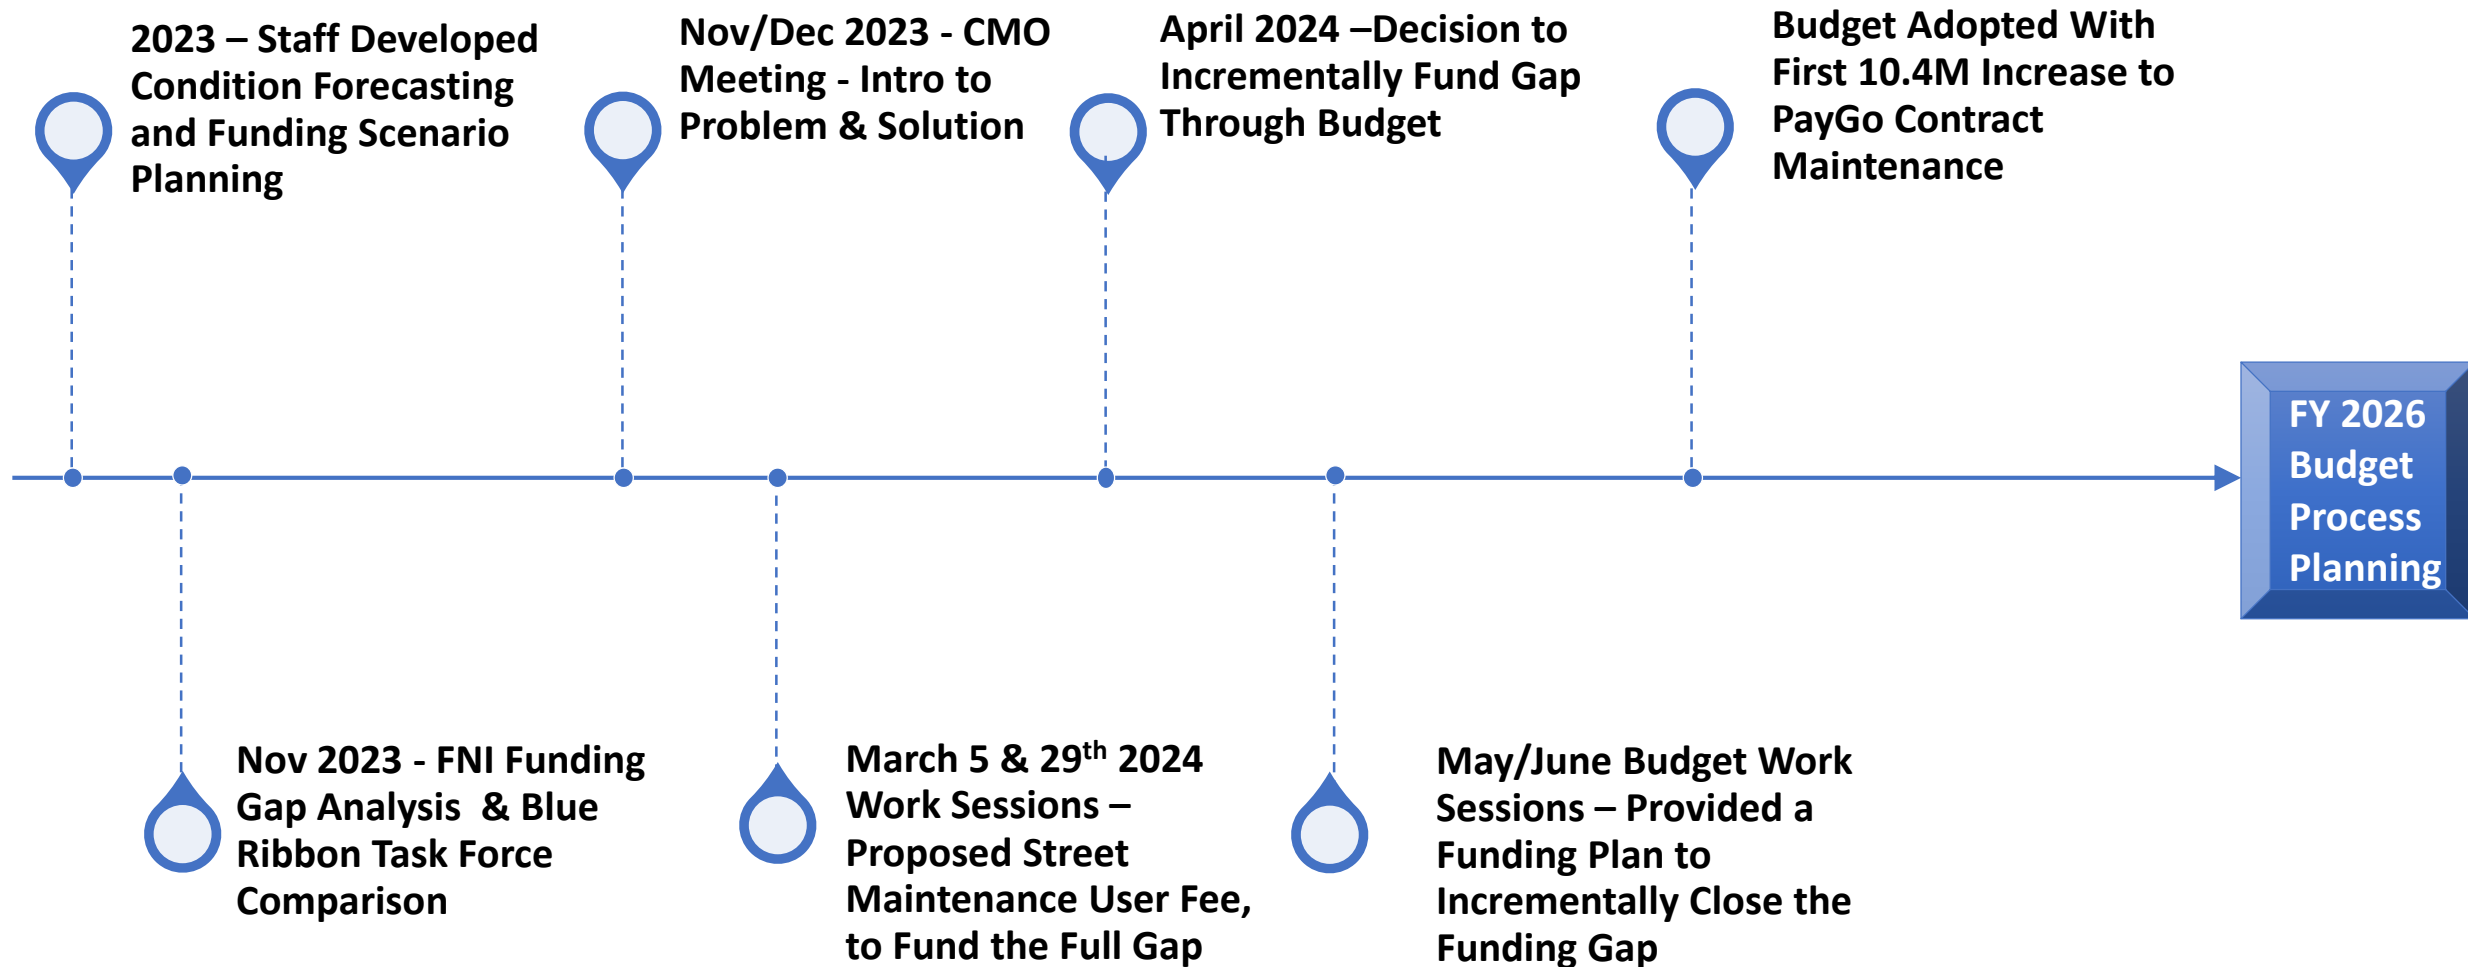 2023 – Staff Developed
Condition Forecasting
and Funding Scenario
Planning
Nov/Dec 2023 - CMO
Meeting - Intro to
Problem & Solution
April 2024 –Decision to
Incrementally Fund Gap
Through Budget
Budget Adopted With
First 10.4M Increase to
PayGo Contract
Maintenance
FY 2026
Budget
Process
Planning
Nov 2023 - FNI Funding
Gap Analysis  & Blue
Ribbon Task Force
Comparison
March 5 & 29th 2024
Work Sessions –
Proposed Street
Maintenance User Fee,
to Fund the Full Gap
May/June Budget Work
Sessions – Provided a
Funding Plan to
Incrementally Close the
Funding Gap